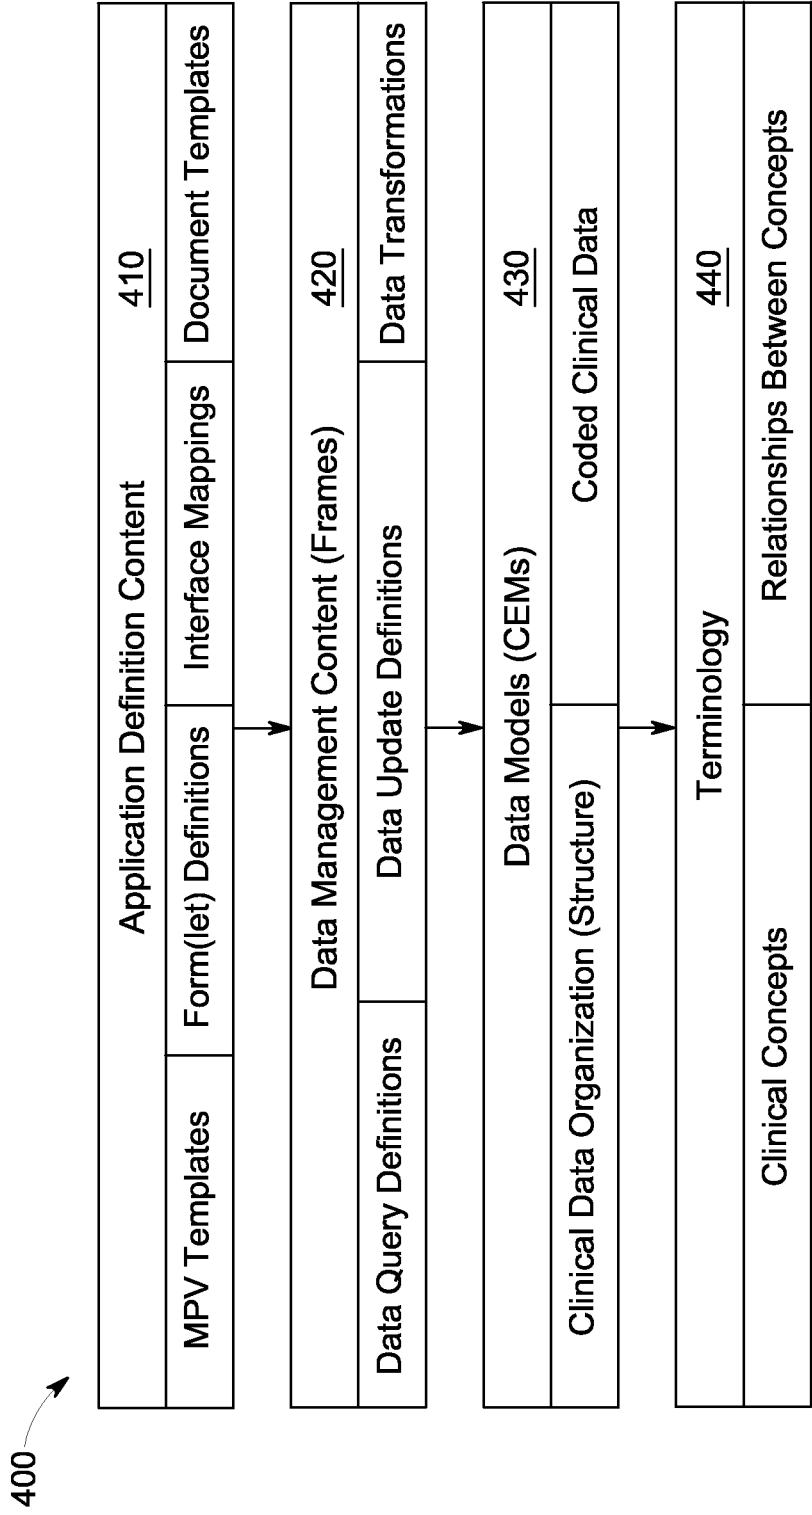 400
Application Definition Content 410
MPV Templates Form(let) Definitions Interface Mappings Document Templates
Data Management Content (Frames) 420
Data Query Definitions Data Update Definitions Data Transformations
Data Models (CEMs) 430
Clinical Data Organization (Structure) Coded Clinical Data
Terminology 440
Clinical Concepts Relationships Between Concepts